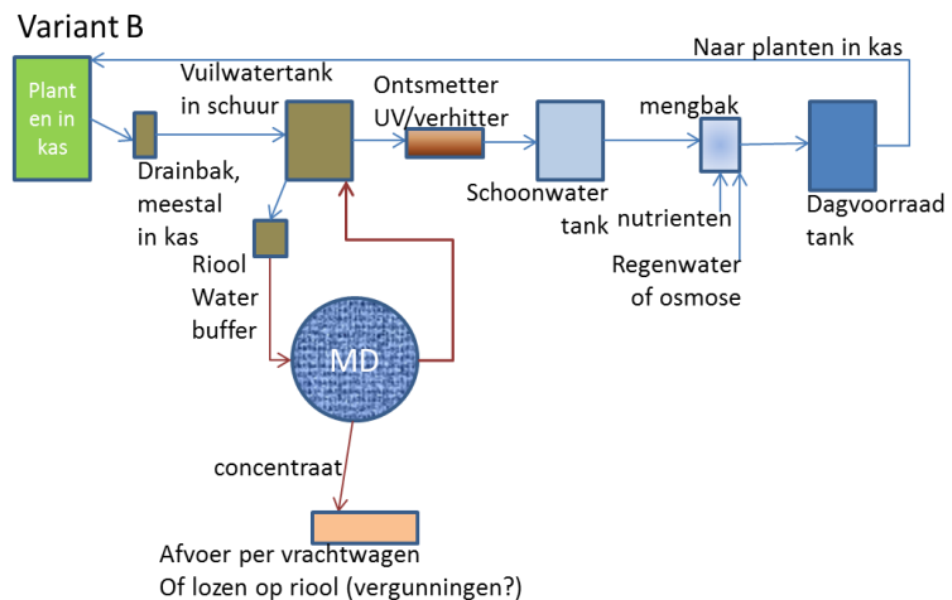 Variant B
Naar planten in kas
Plant
en in
kas
Vuilwatertank
in schuur
Ontsmetter
UV/verhitter
mengbak
Drainbak,
meestal
in kas
Schoonwater
tank
nutrienten
Dagvoorraad
tank
Regenwater
of osmose
Riool
Water
buffer
MD
concentraat
Afvoer per vrachtwagen
Of lozen op riool (vergunningen?)